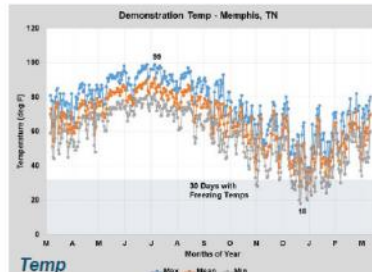 Demonstration Temp - Memphis, TN
120
100
80
60
40
20
0
Temperature [deg F]
99
30 Days with
Freezing Temps
18
M A M J J A S O N D J F M
Months of Year
Temp
Max Mean Min